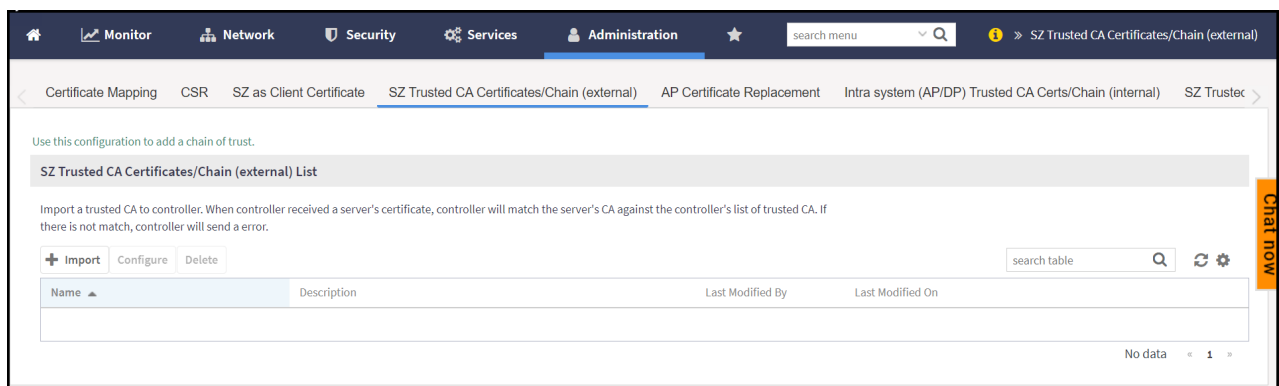 Monitor Network Security Services Administration search menu » SZ Trusted CA Certificates/Chain (external)
Certificate Mapping CSR SZ as Client Certificate SZ Trusted CA Certificates/Chain (external) AP Certificate Replacement Intra system (AP/DP) Trusted CA Certs/Chain (internal) SZ Trusted
Use this configuration to add a chain of trust.
SZ Trusted CA Certificates/Chain (external) List
Import a trusted CA to controller. When controller received a server's certificate, controller will match the server's CA against the controller's list of trusted CA. If
there is not match, controller will send a error.
Import Configure Delete search table
Name Description Last Modified By Last Modified On
No data « 1 »
Chat now